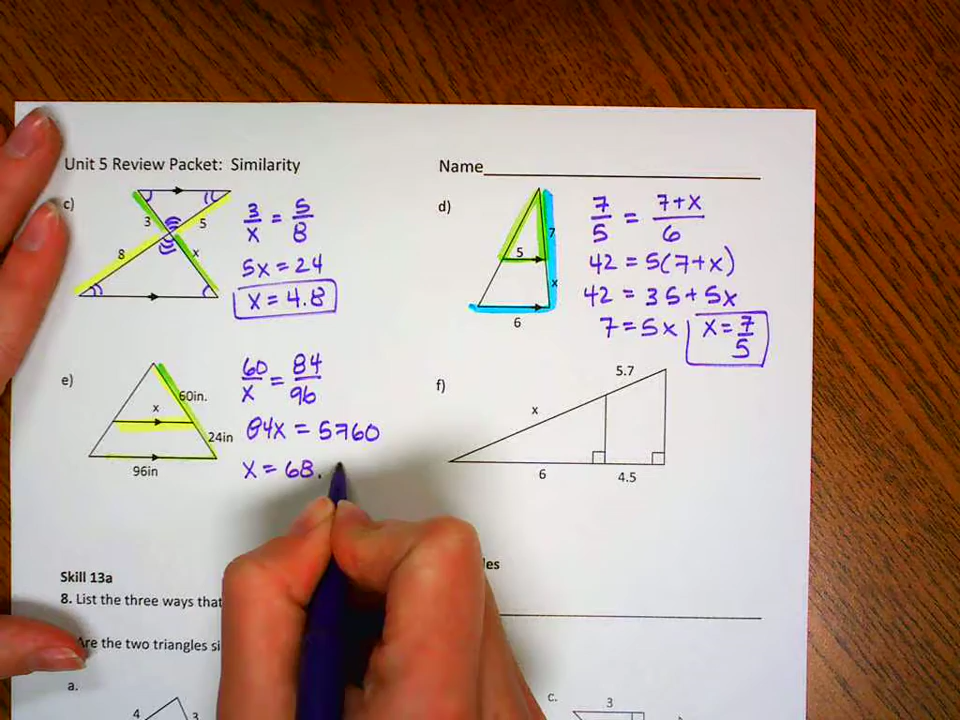 Unit 5 Review Packet: Similarity
Name
c)
3
5
8
x
3/x = 5/8
5x = 24
x = 4.8
d)
7
5
x
6
7/5 = 7+x/6
42 = 5(7+x)
42 = 35+5x
7 = 5x
x = 7/5
e)
60in.
x
24in
96in
60/x = 84/96
84x = 5760
x = 68.
f)
5.7
x
6
4.5
Skill 13a
8. List the three ways that
Are the two triangles si
a.
4
3
c.
3